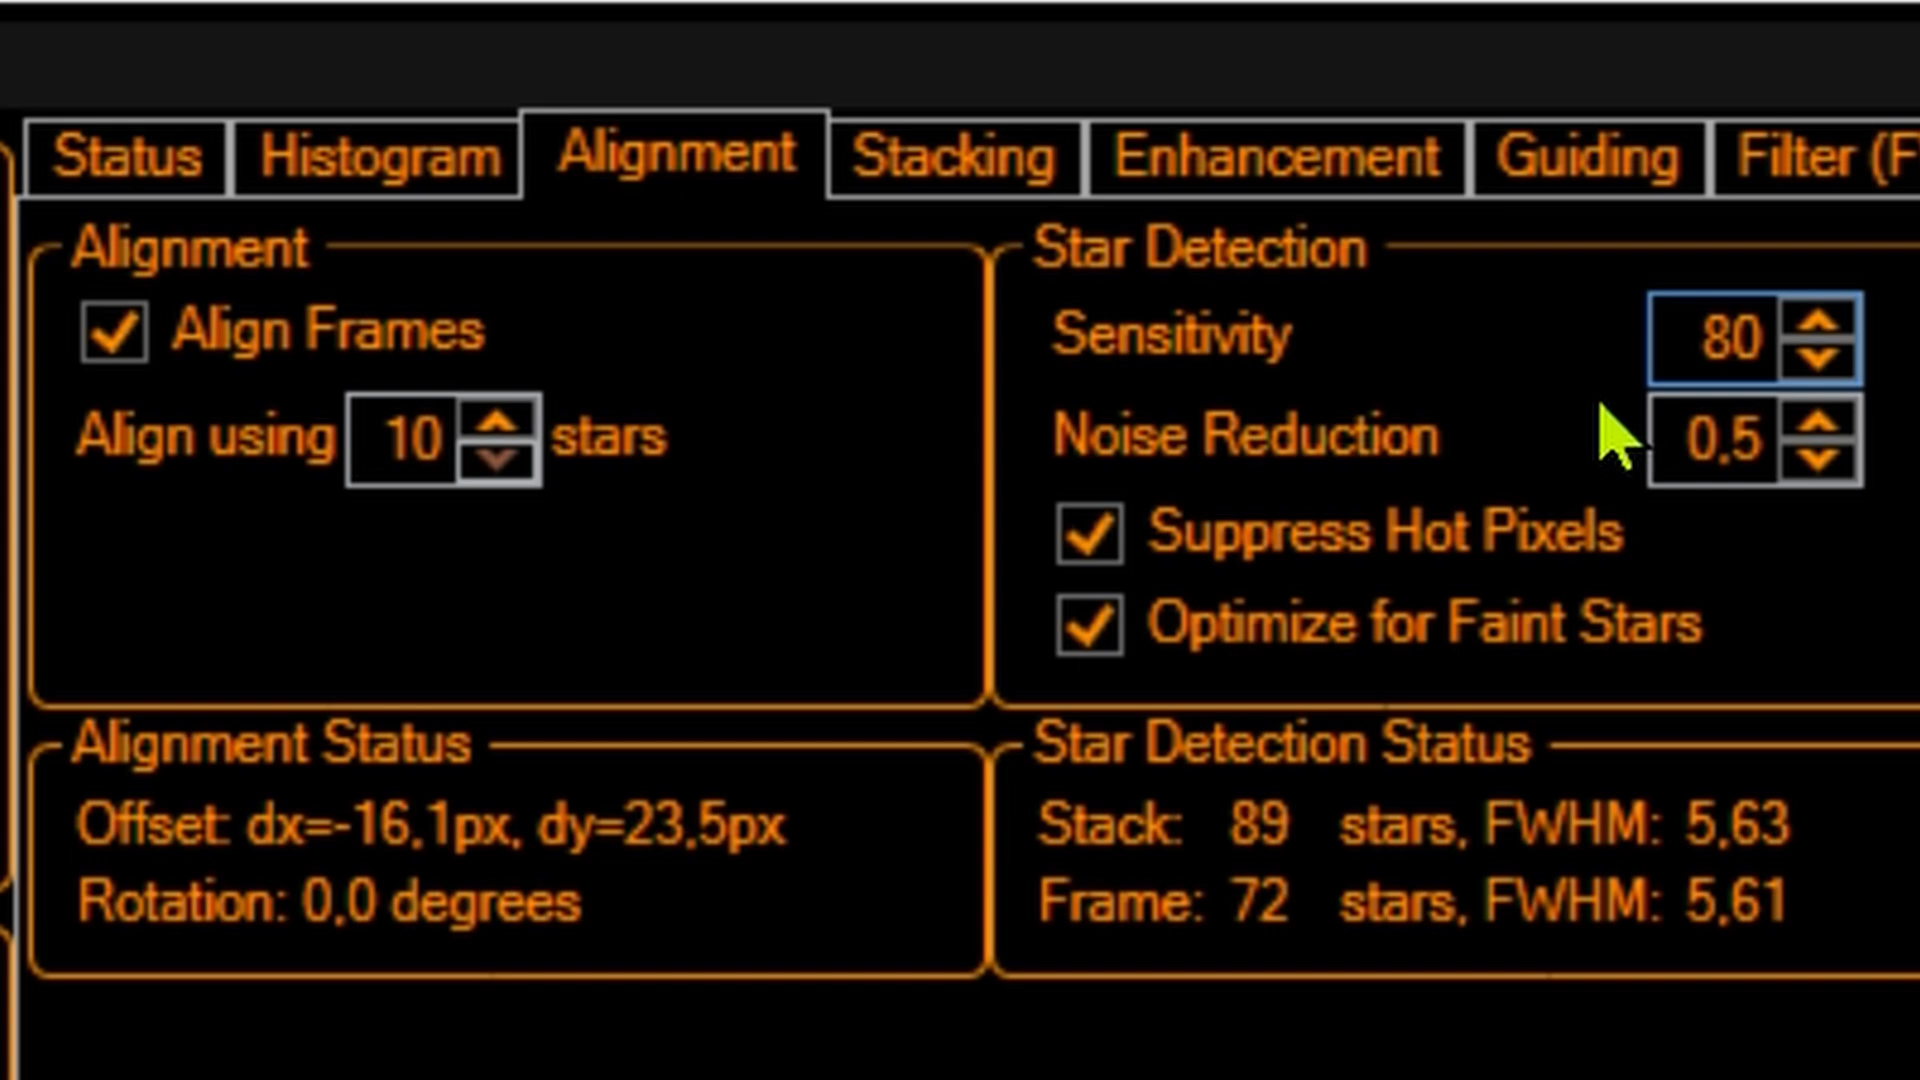 Status Histogram Alignment Stacking Enhancement Guiding Filter (F
Alignment
Align Frames
Align using 10 stars
Star Detection
Sensitivity 80
Noise Reduction 0,5
Suppress Hot Pixels
Optimize for Faint Stars
Alignment Status
Offset: dx=-16,1px, dy=23,5px
Rotation: 0,0 degrees
Star Detection Status
Stack: 89 stars, FWHM: 5,63
Frame: 72 stars, FWHM: 5,61